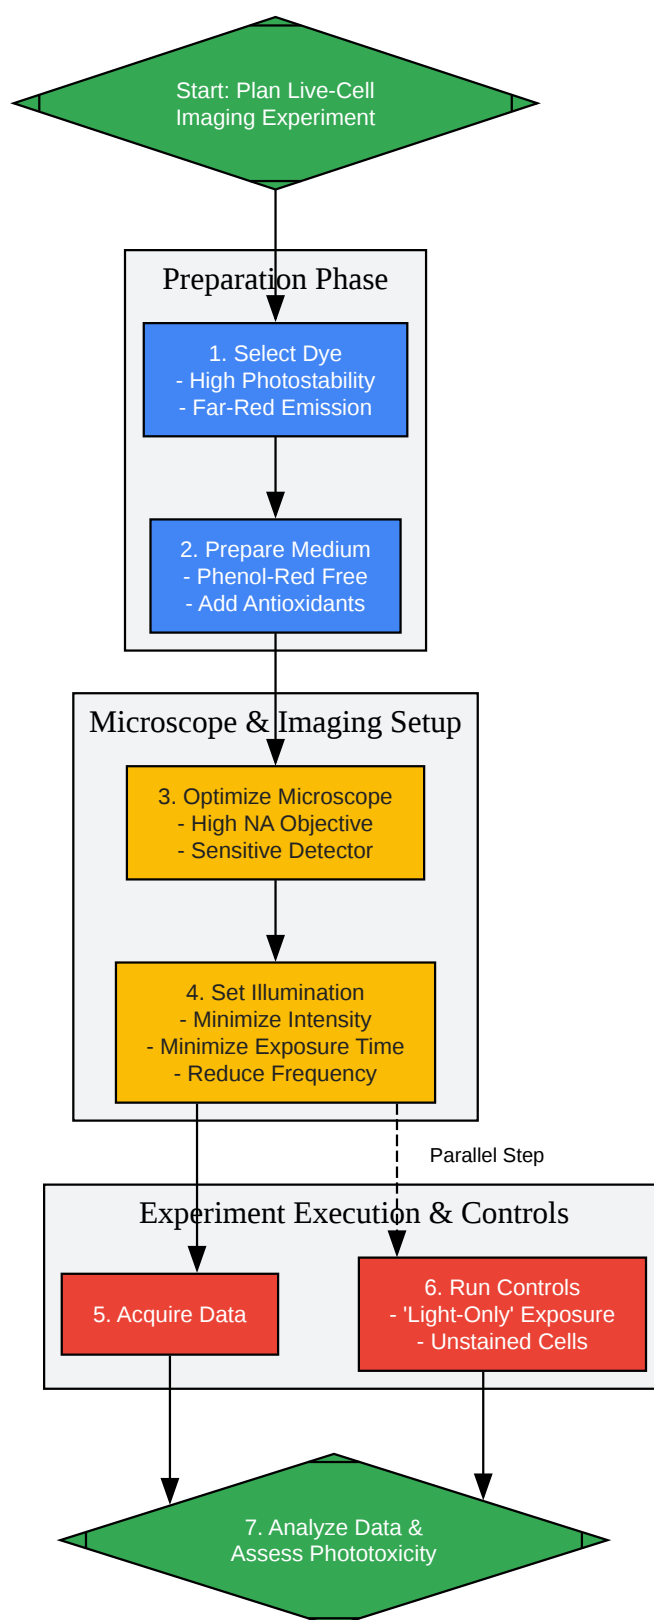 Start: Plan Live-Cell
Imaging Experiment
Preparation Phase
1. Select Dye
- High Photostability
- Far-Red Emission
2. Prepare Medium
- Phenol-Red Free
- Add Antioxidants
Microscope & Imaging Setup
3. Optimize Microscope
- High NA Objective
- Sensitive Detector
4. Set Illumination
- Minimize Intensity
- Minimize Exposure Time
- Reduce Frequency
Parallel Step
Experiment Execution & Controls
5. Acquire Data
6. Run Controls
- 'Light-Only' Exposure
- Unstained Cells
7. Analyze Data &
Assess Phototoxicity